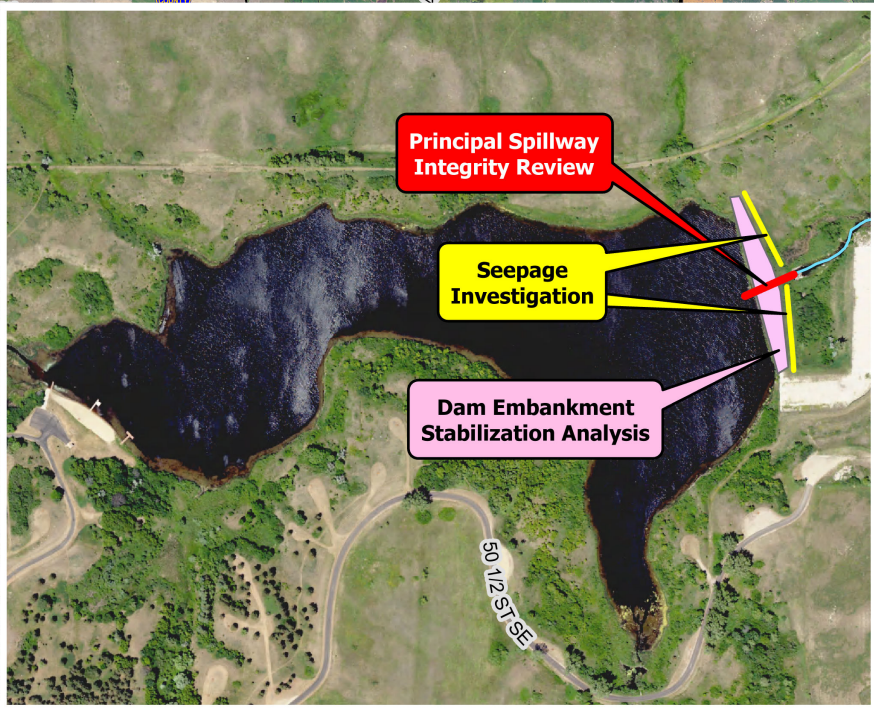 Principal Spillway
Integrity Review
Seepage
Investigation
Dam Embankment
Stabilization Analysis
50 1/2 ST SE